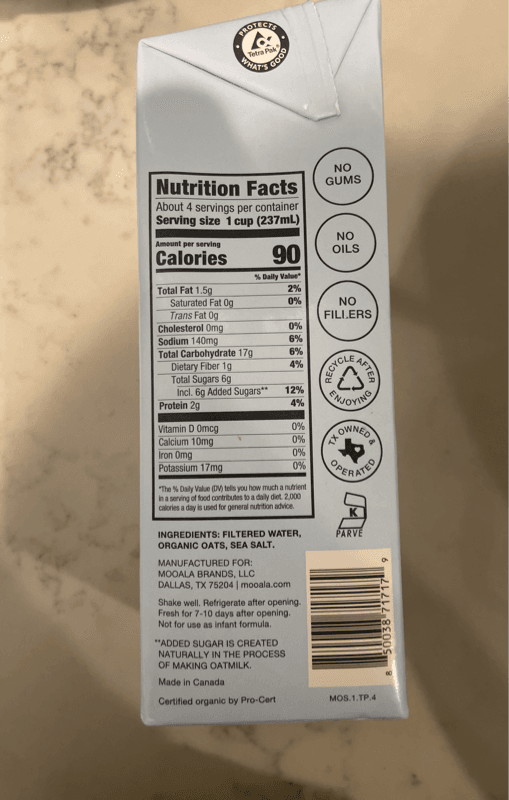 PROTECTS
Tetra Pak®
WHAT'S GOOD
Nutrition Facts
About 4 servings per container
Serving size 1 cup (237mL)
Amount per serving
Calories 90
% Daily Value*
Total Fat 1.5g 2%
Saturated Fat 0g 0%
Trans Fat 0g
Cholesterol 0mg 0%
Sodium 140mg 6%
Total Carbohydrate 17g 6%
Dietary Fiber 1g 4%
Total Sugars 6g
Incl. 6g Added Sugars** 12%
Protein 2g 4%
Vitamin D 0mcg 0%
Calcium 10mg 0%
Iron 0mg 0%
Potassium 17mg 0%
*The % Daily Value (DV) tells you how much a nutrient
in a serving of food contributes to a daily diet. 2,000
calories a day is used for general nutrition advice.
INGREDIENTS: FILTERED WATER,
ORGANIC OATS, SEA SALT.
MANUFACTURED FOR:
MOOALA BRANDS, LLC
DALLAS, TX 75204 | mooala.com
Shake well. Refrigerate after opening.
Fresh for 7-10 days after opening.
Not for use as infant formula.
**ADDED SUGAR IS CREATED
NATURALLY IN THE PROCESS
OF MAKING OATMILK.
Made in Canada
Certified organic by Pro-Cert
NO
GUMS
NO
OILS
NO
FILLERS
RECYCLE AFTER
ENJOYING
TX OWNED &
OPERATED
K
PARVE
8 50038 71717 9
MOS.1.TP.4